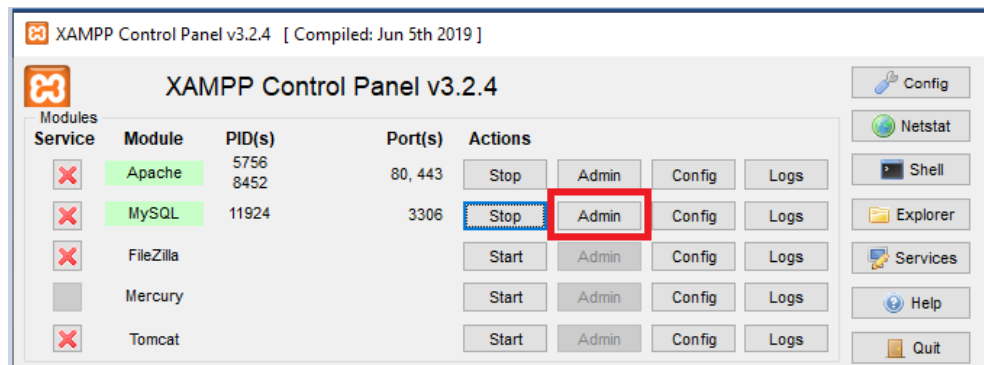 XAMPP Control Panel v3.2.4 [ Compiled: Jun 5th 2019 ]
XAMPP Control Panel v3.2.4
Config
Modules
Netstat
Service Module PID(s) Port(s) Actions
Apache 5756 8452 80, 443 Stop Admin Config Logs
Shell
MySQL 11924 3306 Stop Admin Config Logs
Explorer
FileZilla Start Admin Config Logs
Services
Mercury Start Admin Config Logs
Help
Tomcat Start Admin Config Logs
Quit